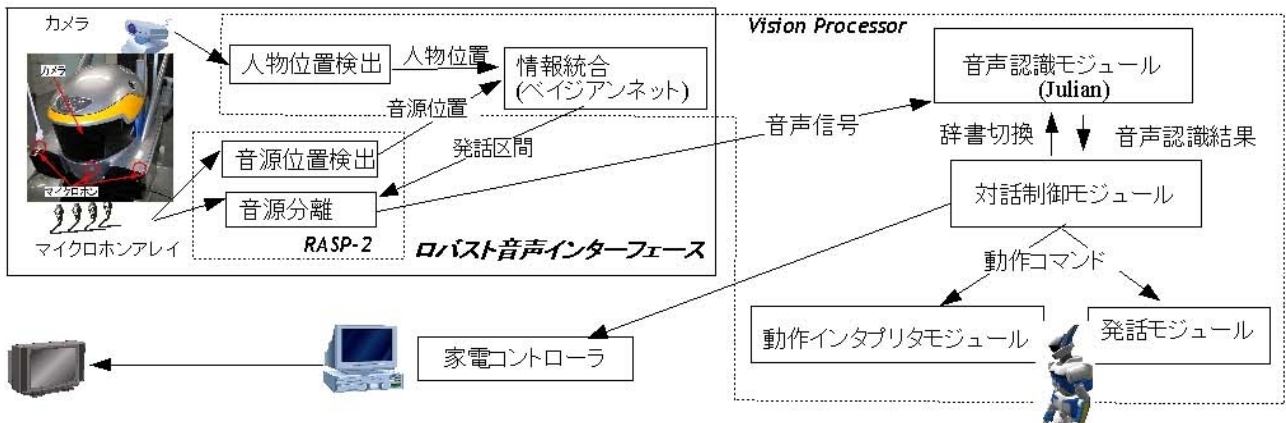 カメラ
カメラ
マイクロホン
マイクロホンアレイ
人物位置検出
人物位置
情報統合
(ベイジアンネット)
音源位置
音源位置検出
発話区間
音源分離
RASP-2
ロバスト音声インターフェース
Vision Processor
音声信号
音声認識モジュール
(Julian)
辞書切換
音声認識結果
対話制御モジュール
動作コマンド
動作インタプリタモジュール
発話モジュール
家電コントローラ